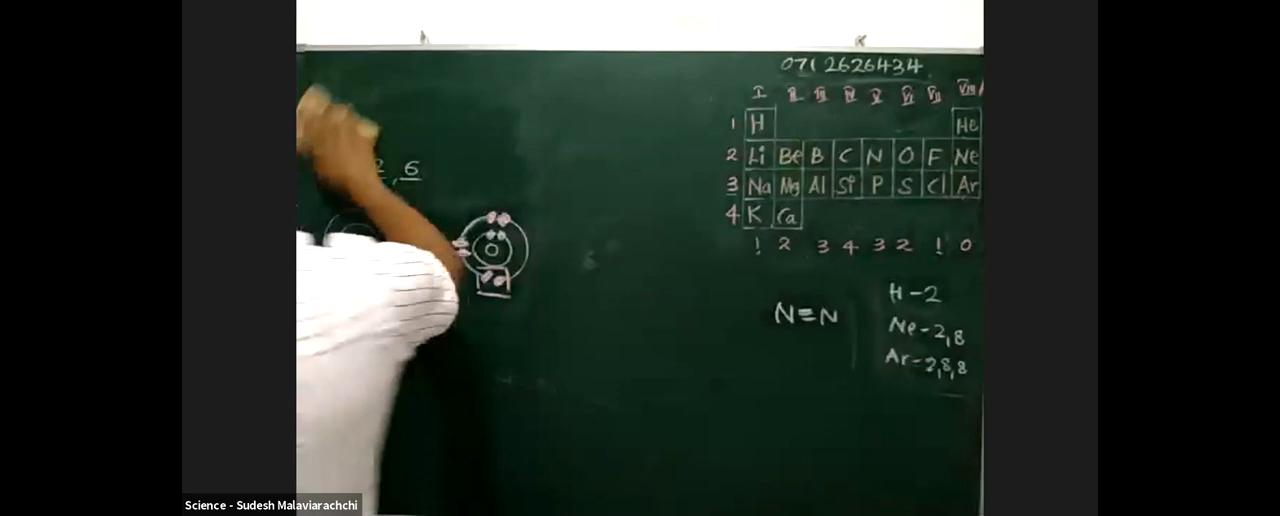 071 2626434
I II III IV V VI VII VIII
1 H He
2 Li Be B C N O F Ne
3 Na Mg Al Si P S Cl Ar
4 K Ca
1 2 3 4 3 2 1 0
2, 6
N≡N
H-2
Ne-2,8
Ar-2,8,8
Science - Sudesh Malaviarachchi